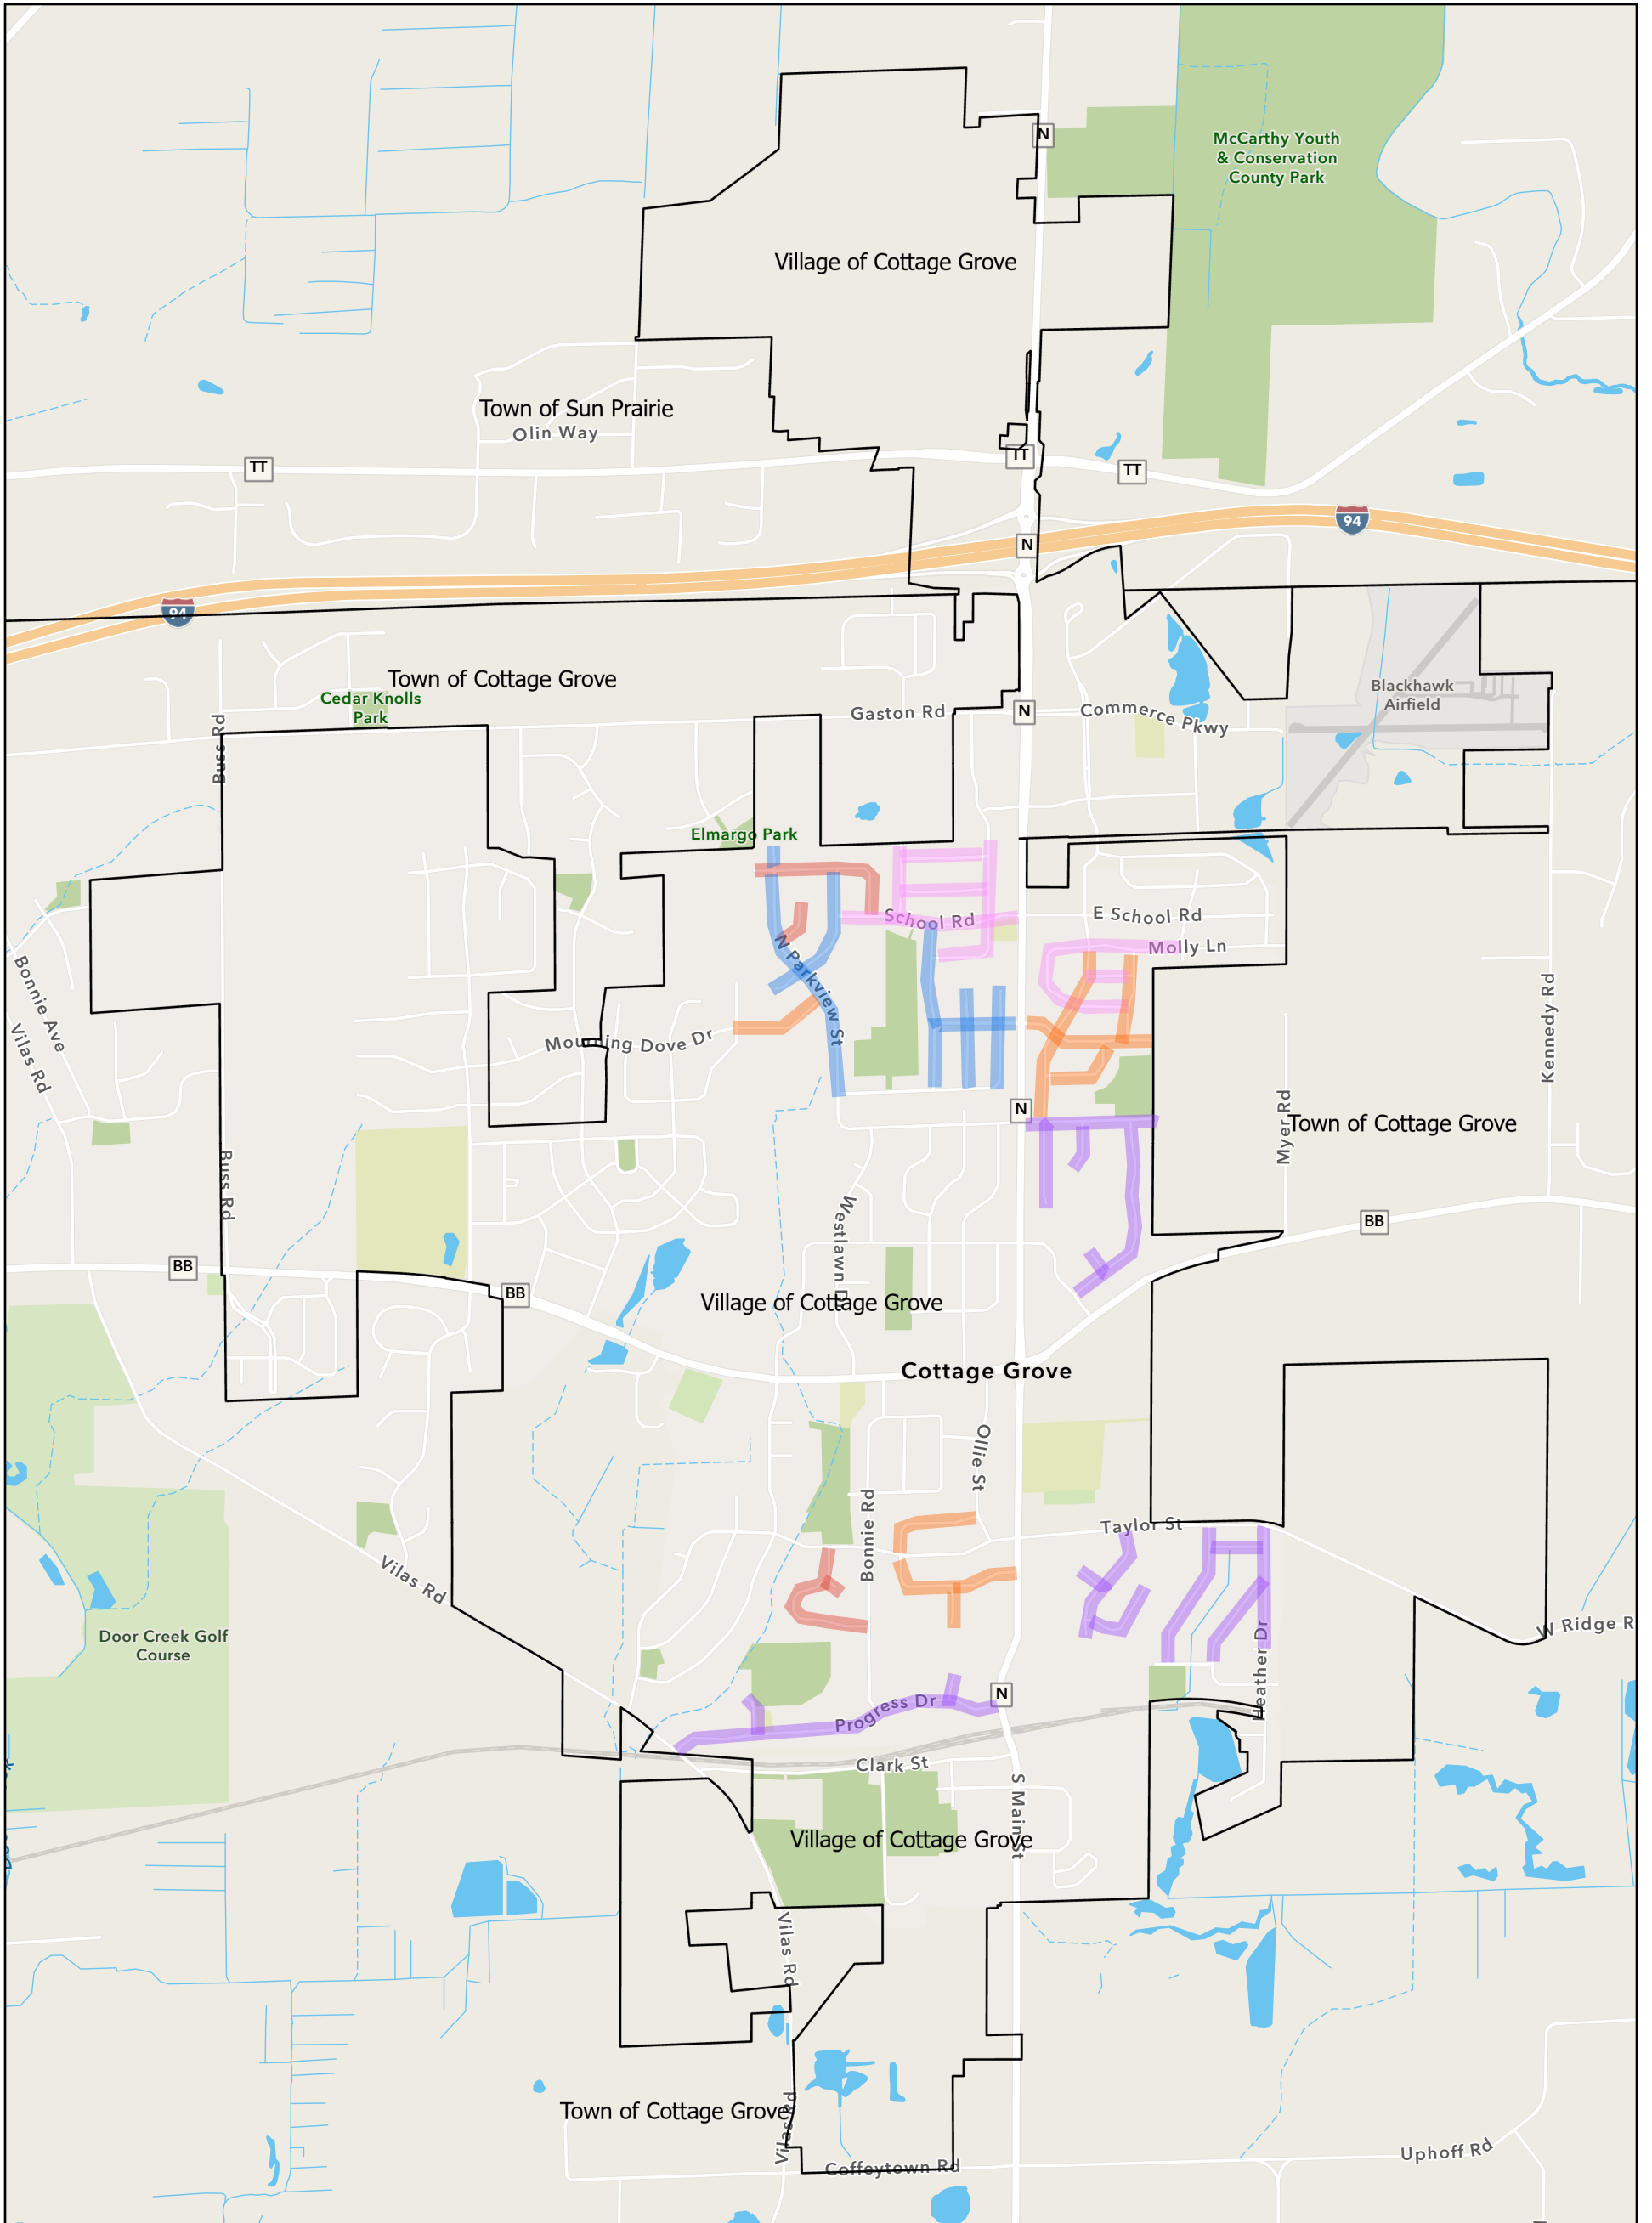 N
McCarthy Youth
& Conservation
County Park
Village of Cottage Grove
Town of Sun Prairie
Olin Way
TT
TT
TT
94
N
94
Town of Cottage Grove
Cedar Knolls
Park
Blackhawk
Airfield
Gaston Rd
N
Commerce Pkwy
Buss Rd
Elmargo Park
School Rd
E School Rd
Molly Ln
N Parkview St
Bonnie Ave
Vilas Rd
Mourning Dove Dr
Kennedy Rd
N
Myer Rd
Town of Cottage Grove
Buss Rd
BB
Westlawn Dr
BB
BB
Village of Cottage Grove
Cottage Grove
Ollie St
Bonnie Rd
Taylor St
Vilas Rd
Door Creek Golf
Course
W Ridge R
Heather Dr
N
Progress Dr
Clark St
S Main St
Village of Cottage Grove
Vilas Rd
Town of Cottage Grove
Vilas Rd
Coffeytown Rd
Uphoff Rd